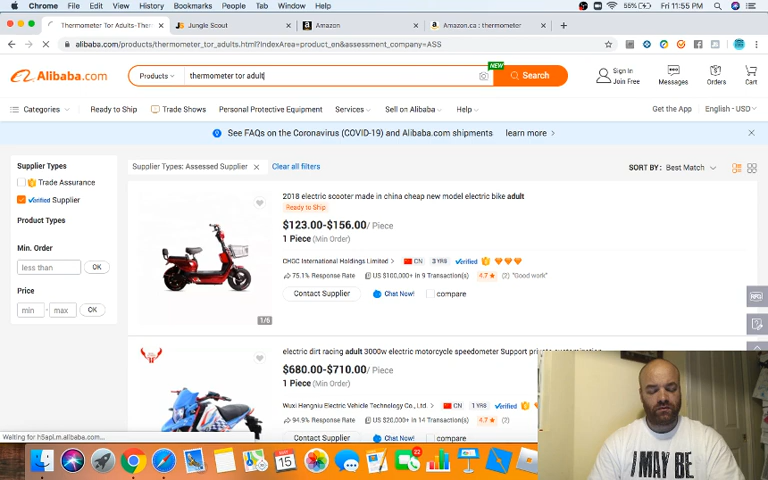 Chrome File Edit View History Bookmarks People Tab Window Help 55% Fri 11:55 PM
Thermometer Tor Adults-Ther
Jungle Scout
Amazon
Amazon.ca : thermometer
alibaba.com/products/thermometer_tor_adults.html?IndexArea=product_en&assessment_company=ASS
Alibaba.com
Products
thermometer tor adult
NEW
Search
Sign In
Join Free
Messages
Orders
Cart
Categories
Ready to Ship
Trade Shows
Personal Protective Equipment
Services
Sell on Alibaba
Help
Get the App
English - USD
See FAQs on the Coronavirus (COVID-19) and Alibaba.com shipments learn more
Supplier Types
Trade Assurance
Verified Supplier
Product Types
Min. Order
less than
OK
Price
min
max
OK
Supplier Types: Assessed Supplier
Clear all filters
SORT BY: Best Match
2018 electric scooter made in china cheap new model electric bike adult
Ready to Ship
$123.00-$156.00 / Piece
1 Piece (Min Order)
CHGC International Holdings Limited
CN 3 YRS Verified
75.1% Response Rate
US $100,000+ in 9 Transaction(s)
4.7 (2) "Good work"
Contact Supplier
Chat Now!
compare
1/6
RFQ
electric dirt racing adult 3000w electric motorcycle speedometer Support private customization
$680.00-$710.00 / Piece
1 Piece (Min Order)
Wuxi Hengniu Electric Vehicle Technology Co., Ltd.
CN 1 YRS Verified
94.9% Response Rate
US $20,000+ in 14 Transaction(s)
4.7 (2)
Contact Supplier
Chat Now!
compare
Waiting for h5apl.m.alibaba.com...
15
I MAY BE